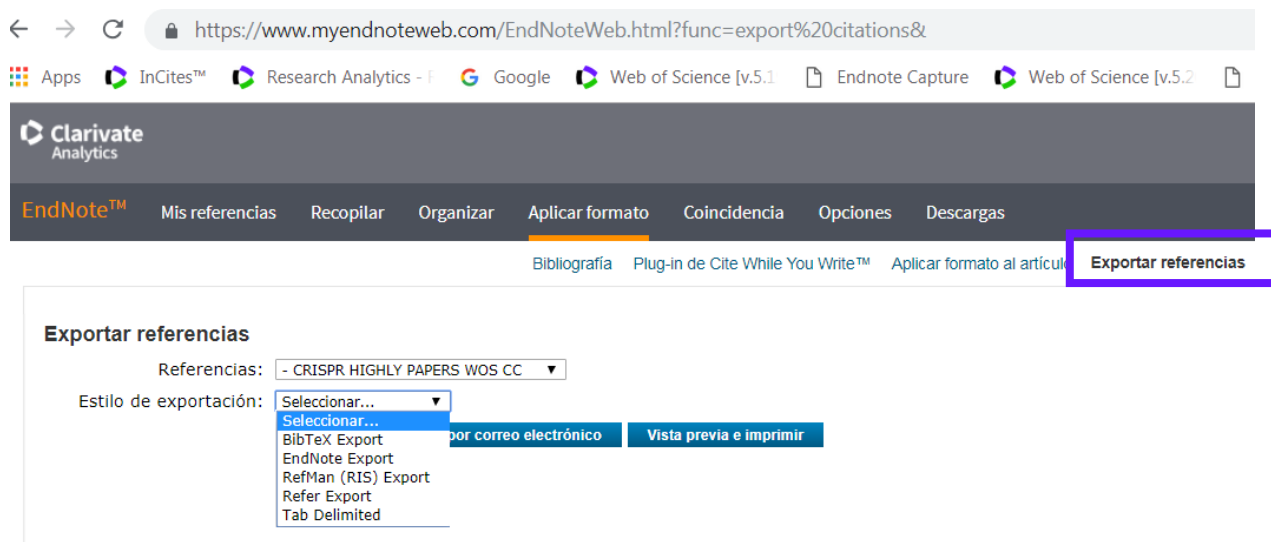 https://www.myendnoteweb.com/EndNoteWeb.html?func=export%20citations&
Apps InCites™ Research Analytics - Google Web of Science [v.5.1 Endnote Capture Web of Science [v.5.2
Clarivate
Analytics
EndNote™ Mis referencias Recopilar Organizar Aplicar formato Coincidencia Opciones Descargas
Bibliografía Plug-in de Cite While You Write™ Aplicar formato al artículo Exportar referencias
Exportar referencias
Referencias: - CRISPR HIGHLY PAPERS WOS CC
Estilo de exportación: Seleccionar...
Seleccionar...
BibTeX Export por correo electrónico Vista previa e imprimir
EndNote Export
RefMan (RIS) Export
Refer Export
Tab Delimited